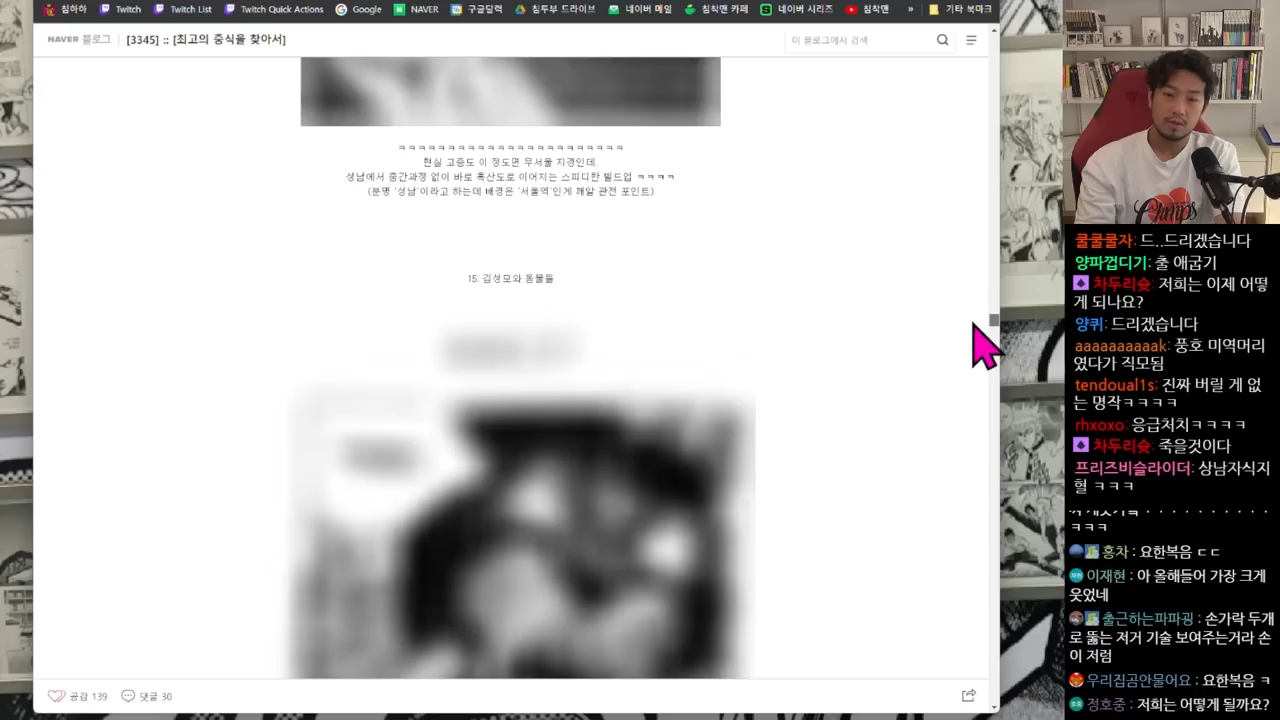 침하하 Twitch Twitch List Twitch Quick Actions Google NAVER 구글달력 침투부 드라이브 네이버 메일 침착맨 카페 네이버 시리즈 침착맨 » 기타 북마크
NAVER 블로그 [3345] :: [최고의 중식을 찾아서] 이 블로그에서 검색
ㅋㅋㅋㅋㅋㅋㅋㅋㅋㅋㅋㅋㅋㅋㅋㅋㅋㅋㅋㅋㅋㅋㅋ
현실 고증도 이 정도면 무서울 지경인데.
성남에서 중간과정 없이 바로 흑산도로 이어지는 스피디한 빌드업 ㅋㅋㅋㅋ
(분명 '성남'이라고 하는데 배경은 '서울역'인게 깨알 관전 포인트)
15. 김성모와 동물들
공감 139 댓글 30
Chimps
쿨쿨쿨자: 드..드리겠습니다
양파껍디기: 출 애굽기
차두리슛: 저희는 이제 어떻
게 되나요?
양퀴: 드리겠습니다
aaaaaaaaaak: 풍호 미역머리
였다가 직모됨
tendoual1s: 진짜 버릴 게 없
는 명작ㅋㅋㅋㅋ
rhxoxo: 응급처치ㅋㅋㅋㅋ
차두리슛: 죽을것이다
프리즈비슬라이더: 상남자식지
혈 ㅋㅋㅋ
ㅋㅋㅋ
홍차 : 요한복음 ㄷㄷ
이재현 : 아 올해들어 가장 크게
웃었네
출근하는파파굉 : 손가락 두개
로 뚫는 저거 기술 보여주는거라 손
이 저럼
우리집곰안물어요 : 요한복음 ㅋ
정호중 : 저희는 어떻게 될까요?